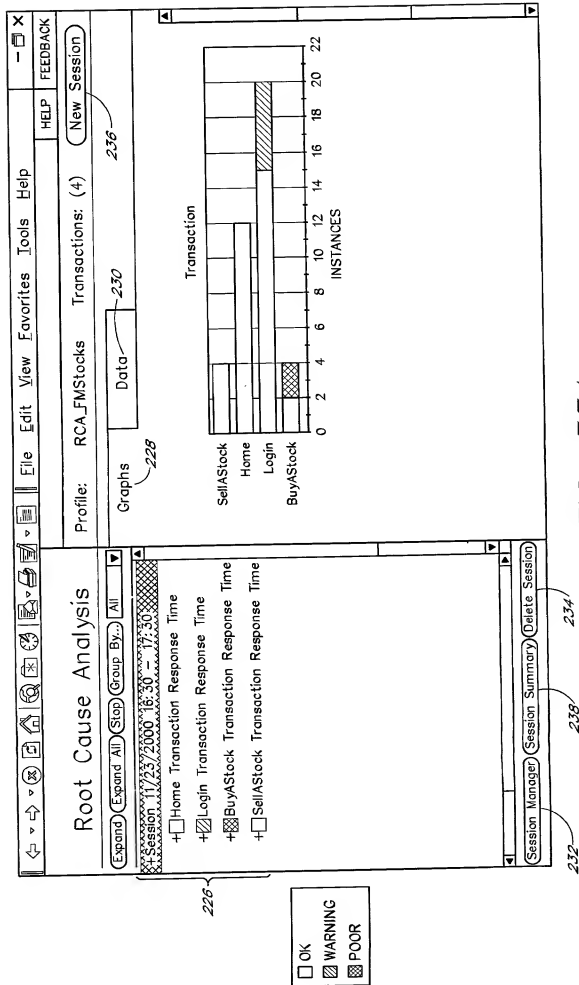 File Edit View Favorites Tools Help
HELP FEEDBACK
Root Cause Analysis
Expand Expand All Stop Group By... All
+Session 11/23/2000 16:30 - 17:30
+Home Transaction Response Time
+Login Transaction Response Time
+BuyAStock Transaction Response Time
+SellAStock Transaction Response Time
226
Session Manager Session Summary Delete Session
232
238
234
Profile: RCA_FMStocks Transactions: (4) New Session
236
Graphs Data
228
230
Transaction
SellAStock
Home
Login
BuyAStock
0 2 4 6 8 10 12 14 16 18 20 22
INSTANCES
OK
WARNING
POOR